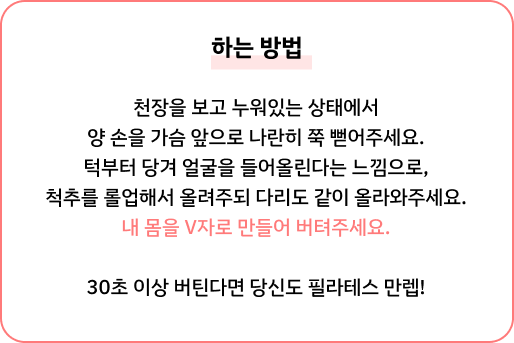 하는 방법
천장을 보고 누워있는 상태에서
양 손을 가슴 앞으로 나란히 쭉 뻗어주세요.
턱부터 당겨 얼굴을 들어올린다는 느낌으로,
척추를 롤업해서 올려주되 다리도 같이 올라와주세요.
내 몸을 V자로 만들어 버텨주세요.
30초 이상 버틴다면 당신도 필라테스 만렙!